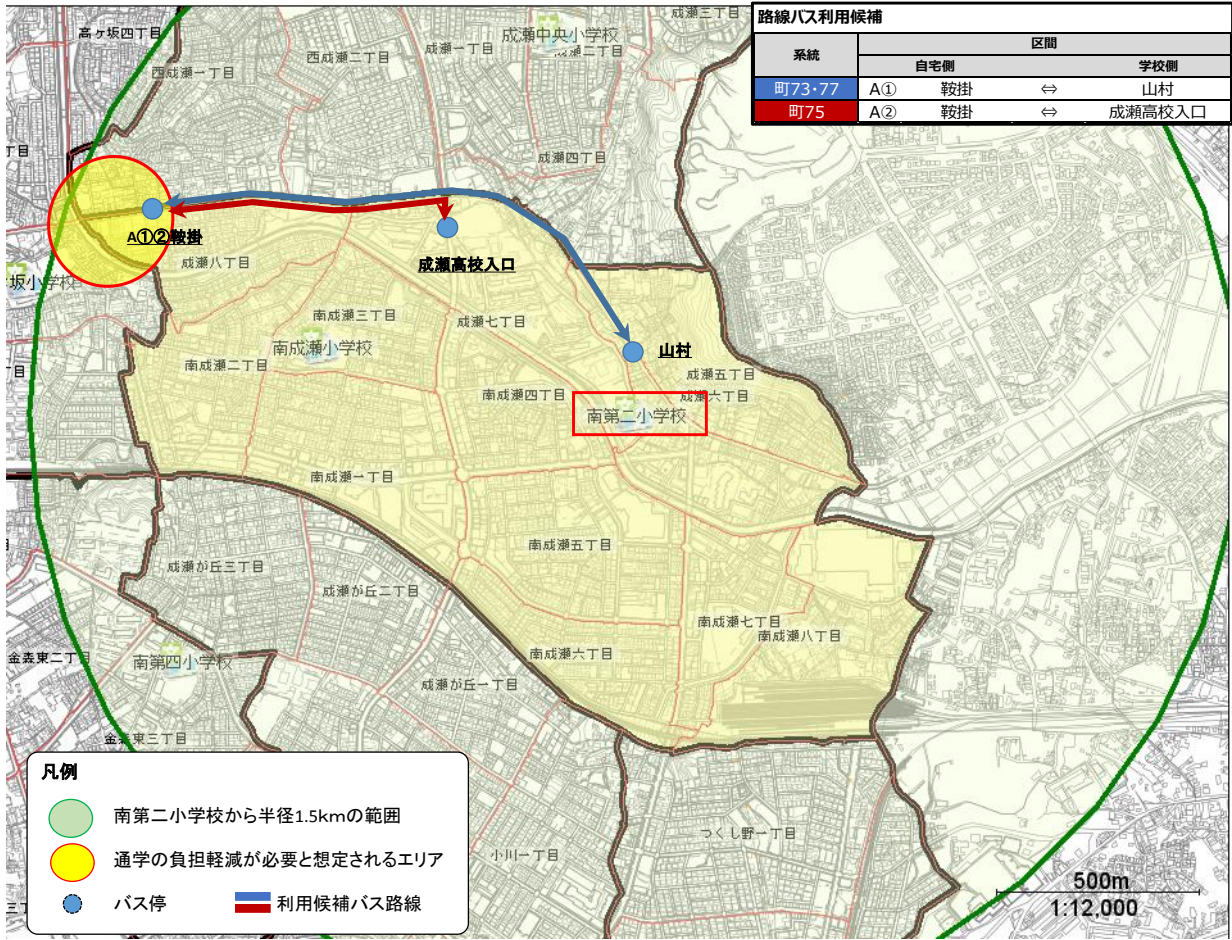 路線バス利用候補
系統 区間
自宅側 学校側
町73・77 A① 鞍掛 ⇔ 山村
町75 A② 鞍掛 ⇔ 成瀬高校入口
高ヶ坂四丁目
西成瀬一丁目
西成瀬二丁目
成瀬一丁目
成瀬中央小学校
成瀬二丁目
成瀬三丁目
成瀬四丁目
丁目
A①②鞍掛
成瀬高校入口
成瀬八丁目
坂小学校
南成瀬三丁目
成瀬七丁目
南成瀬小学校
山村
南成瀬二丁目
成瀬五丁目
南成瀬四丁目
成瀬六丁目
南第二小学校
南成瀬一丁目
南成瀬五丁目
成瀬が丘三丁目
成瀬が丘二丁目
南成瀬七丁目
南成瀬八丁目
南成瀬六丁目
金森東二丁目
南第四小学校
成瀬が丘一丁目
金森東三丁目
つくし野一丁目
小川一丁目
凡例
南第二小学校から半径1.5kmの範囲
通学の負担軽減が必要と想定されるエリア
バス停 利用候補バス路線
500m
1:12,000